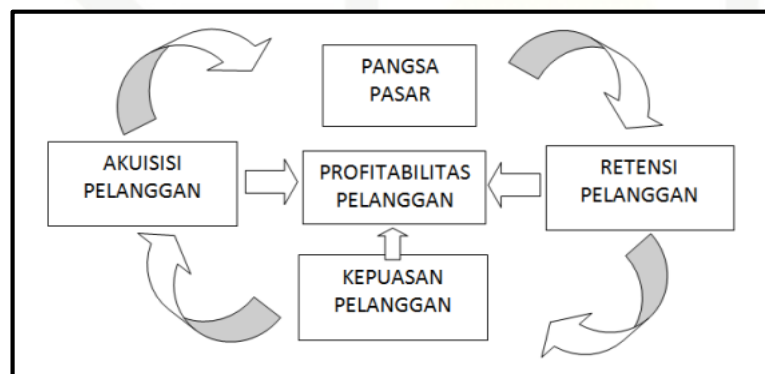 PANGSA
PASAR
AKUISISI
PELANGGAN
PROFITABILITAS
PELANGGAN
RETENSI
PELANGGAN
KEPUASAN
PELANGGAN